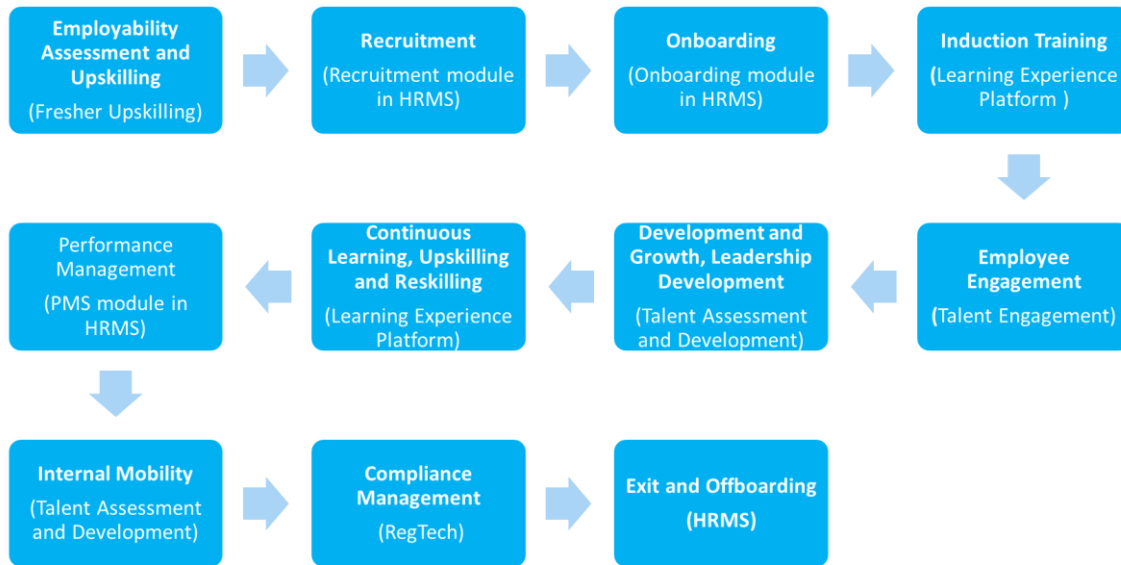 Employability
Assessment and
Upskilling
(Fresher Upskilling)
Recruitment
(Recruitment module
in HRMS)
Onboarding
(Onboarding module
in HRMS)
Induction Training
(Learning Experience
Platform )
Employee
Engagement
(Talent Engagement)
Development and
Growth, Leadership
Development
(Talent Assessment
and Development)
Continuous
Learning, Upskilling
and Reskilling
(Learning Experience
Platform)
Performance
Management
(PMS module in
HRMS)
Internal Mobility
(Talent Assessment
and Development)
Compliance
Management
(RegTech)
Exit and Offboarding
(HRMS)